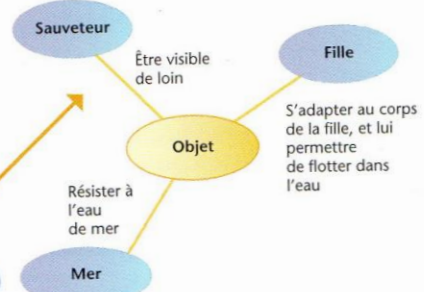 Sauveteur
Être visible
de loin
Fille
S'adapter au corps
de la fille, et lui
permettre
de flotter dans
l'eau
Objet
Résister à
l'eau
de mer
Mer